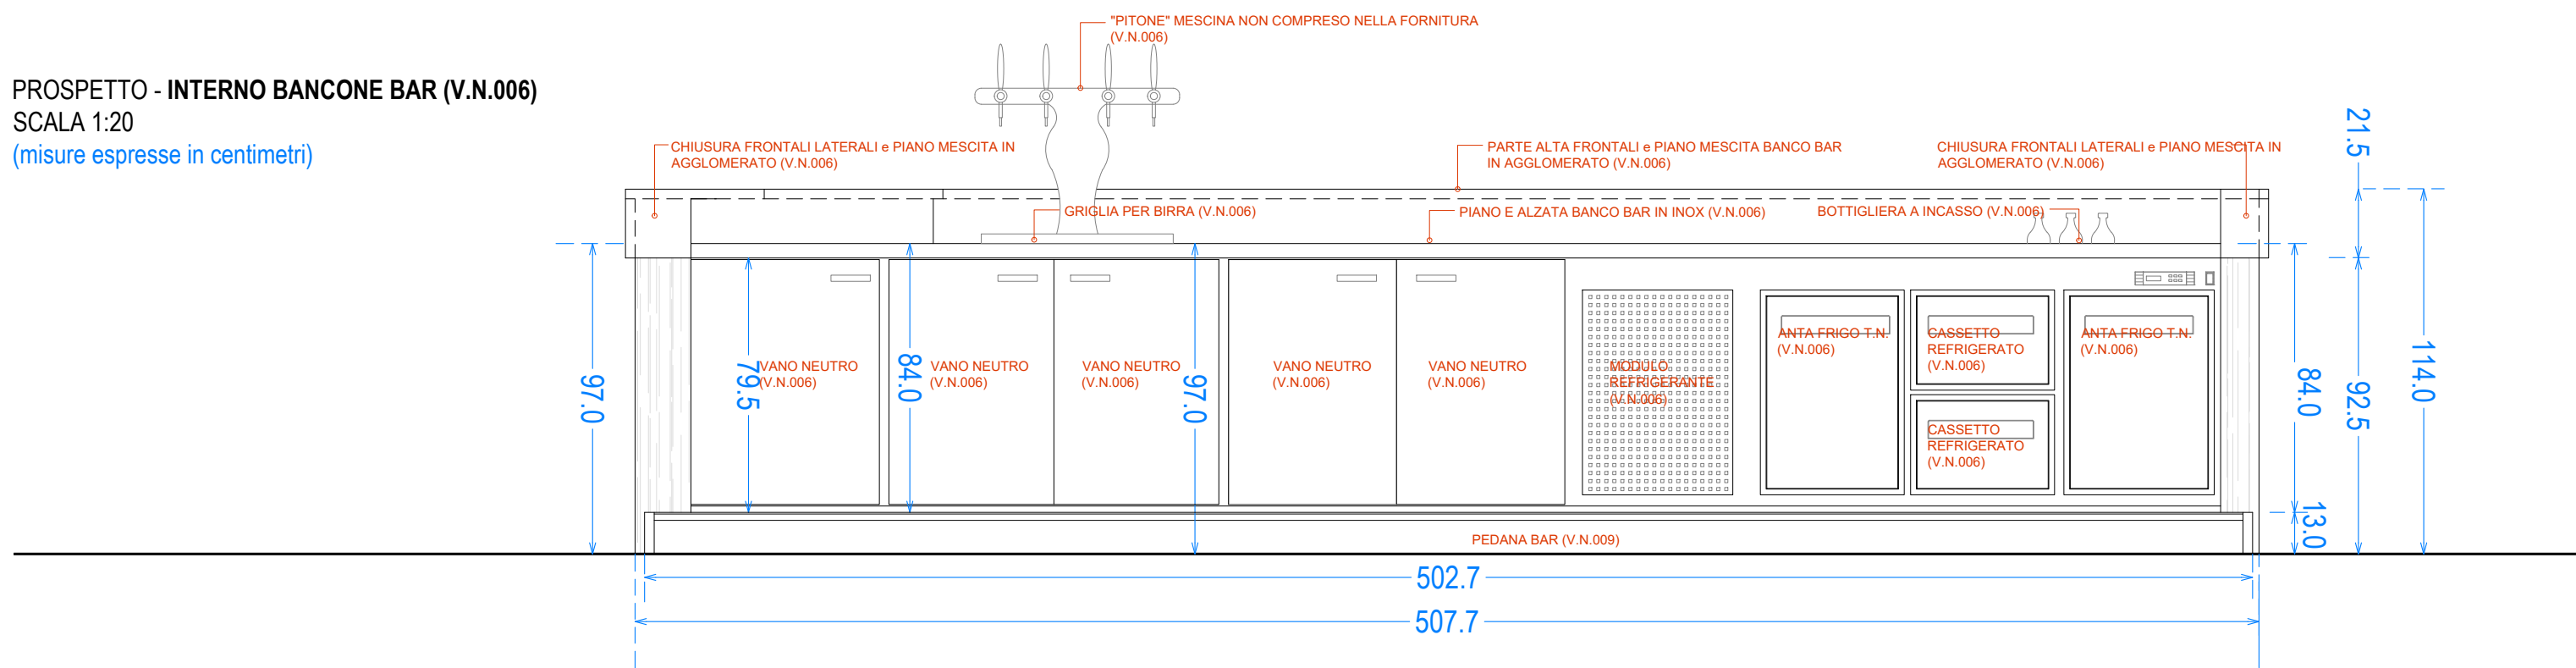 "PITONE" MESCINA NON COMPRESO NELLA FORNITURA
(V.N.006)
PROSPETTO - INTERNO BANCONE BAR (V.N.006)
SCALA 1:20
(misure espresse in centimetri)
CHIUSURA FRONTALI LATERALI e PIANO MESCITA IN
AGGLOMERATO (V.N.006)
PARTE ALTA FRONTALI e PIANO MESCITA BANCO BAR
IN AGGLOMERATO (V.N.006)
CHIUSURA FRONTALI LATERALI e PIANO MESCITA IN
AGGLOMERATO (V.N.006)
21.5
GRIGLIA PER BIRRA (V.N.006)
PIANO E ALZATA BANCO BAR IN INOX (V.N.006)
BOTTIGLIERA A INCASSO (V.N.006)
97.0
79.5
VANO NEUTRO
(V.N.006)
84.0
VANO NEUTRO
(V.N.006)
VANO NEUTRO
(V.N.006)
97.0
VANO NEUTRO
(V.N.006)
VANO NEUTRO
(V.N.006)
MODULO
REFRIGERANTE
(V.N.006)
ANTA FRIGO T.N.
(V.N.006)
CASSETTO
REFRIGERATO
(V.N.006)
CASSETTO
REFRIGERATO
(V.N.006)
ANTA FRIGO T.N.
(V.N.006)
84.0
92.5
114.0
13.0
PEDANA BAR (V.N.009)
502.7
507.7